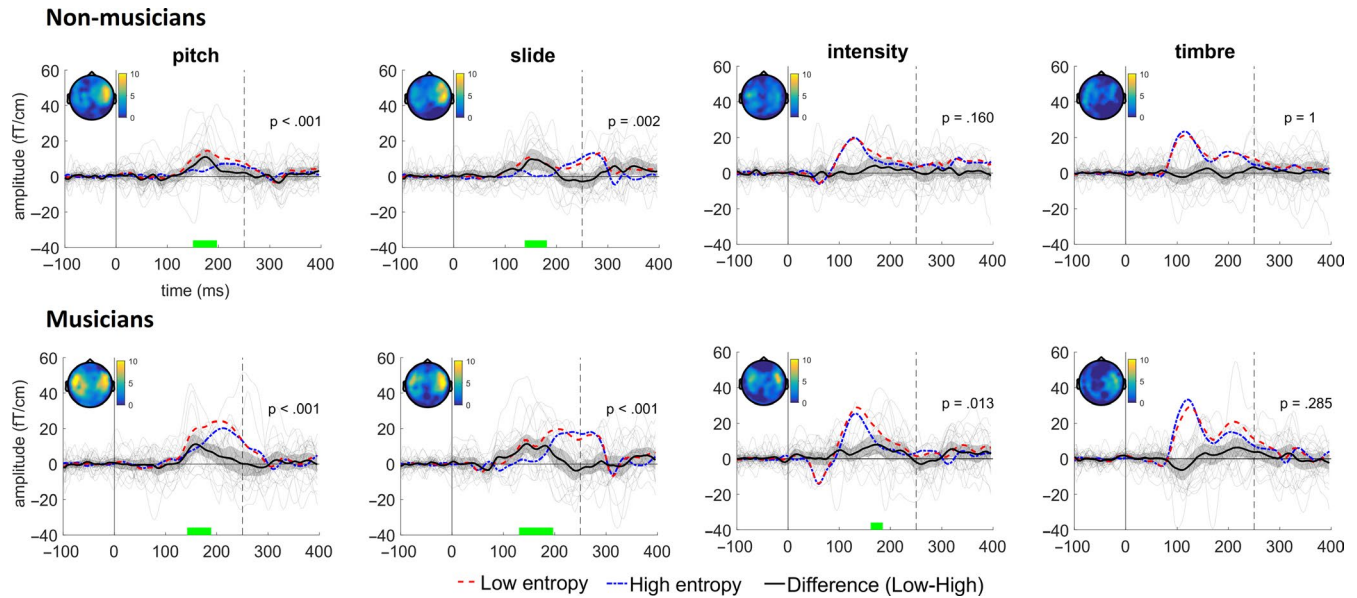 Non-musicians
pitch
slide
intensity
timbre
60
40
20
0
−20
−40
amplitude (fT/cm)
10
5
0
p < .001
−100 0 100 200 300 400
time (ms)
60
40
20
0
−20
−40
10
5
0
p = .002
−100 0 100 200 300 400
60
40
20
0
−20
−40
10
5
0
p = .160
−100 0 100 200 300 400
60
40
20
0
−20
−40
10
5
0
p = 1
−100 0 100 200 300 400
Musicians
60
40
20
0
−20
−40
amplitude (fT/cm)
10
5
0
p < .001
−100 0 100 200 300 400
60
40
20
0
−20
−40
10
5
0
p < .001
−100 0 100 200 300 400
60
40
20
0
−20
−40
10
5
0
p = .013
−100 0 100 200 300 400
60
40
20
0
−20
−40
10
5
0
p = .285
−100 0 100 200 300 400
Low entropy High entropy Difference (Low-High)